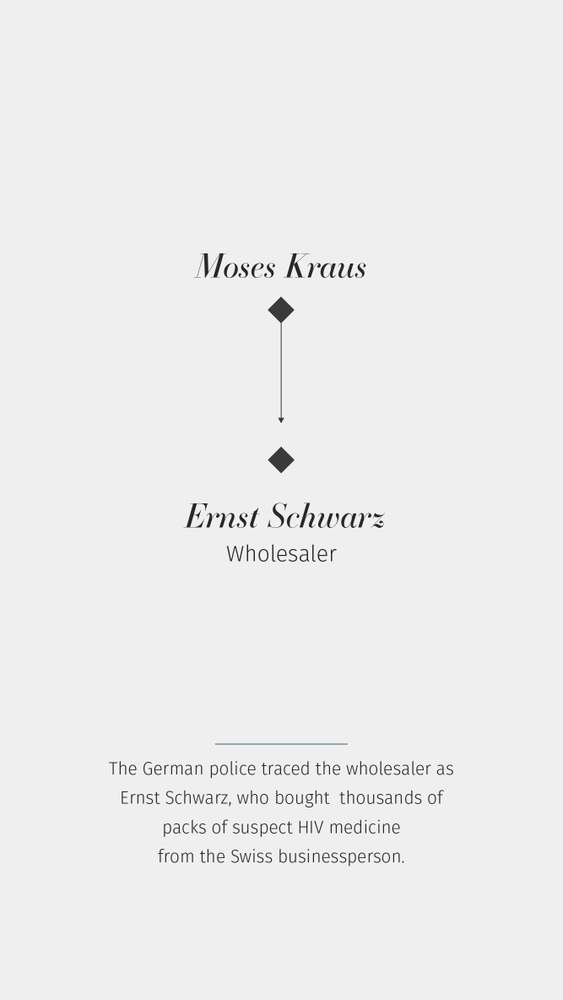 Moses Kraus
Ernst Schwarz
Wholesaler
The German police traced the wholesaler as
Ernst Schwarz, who bought  thousands of
packs of suspect HIV medicine
from the Swiss businessperson.